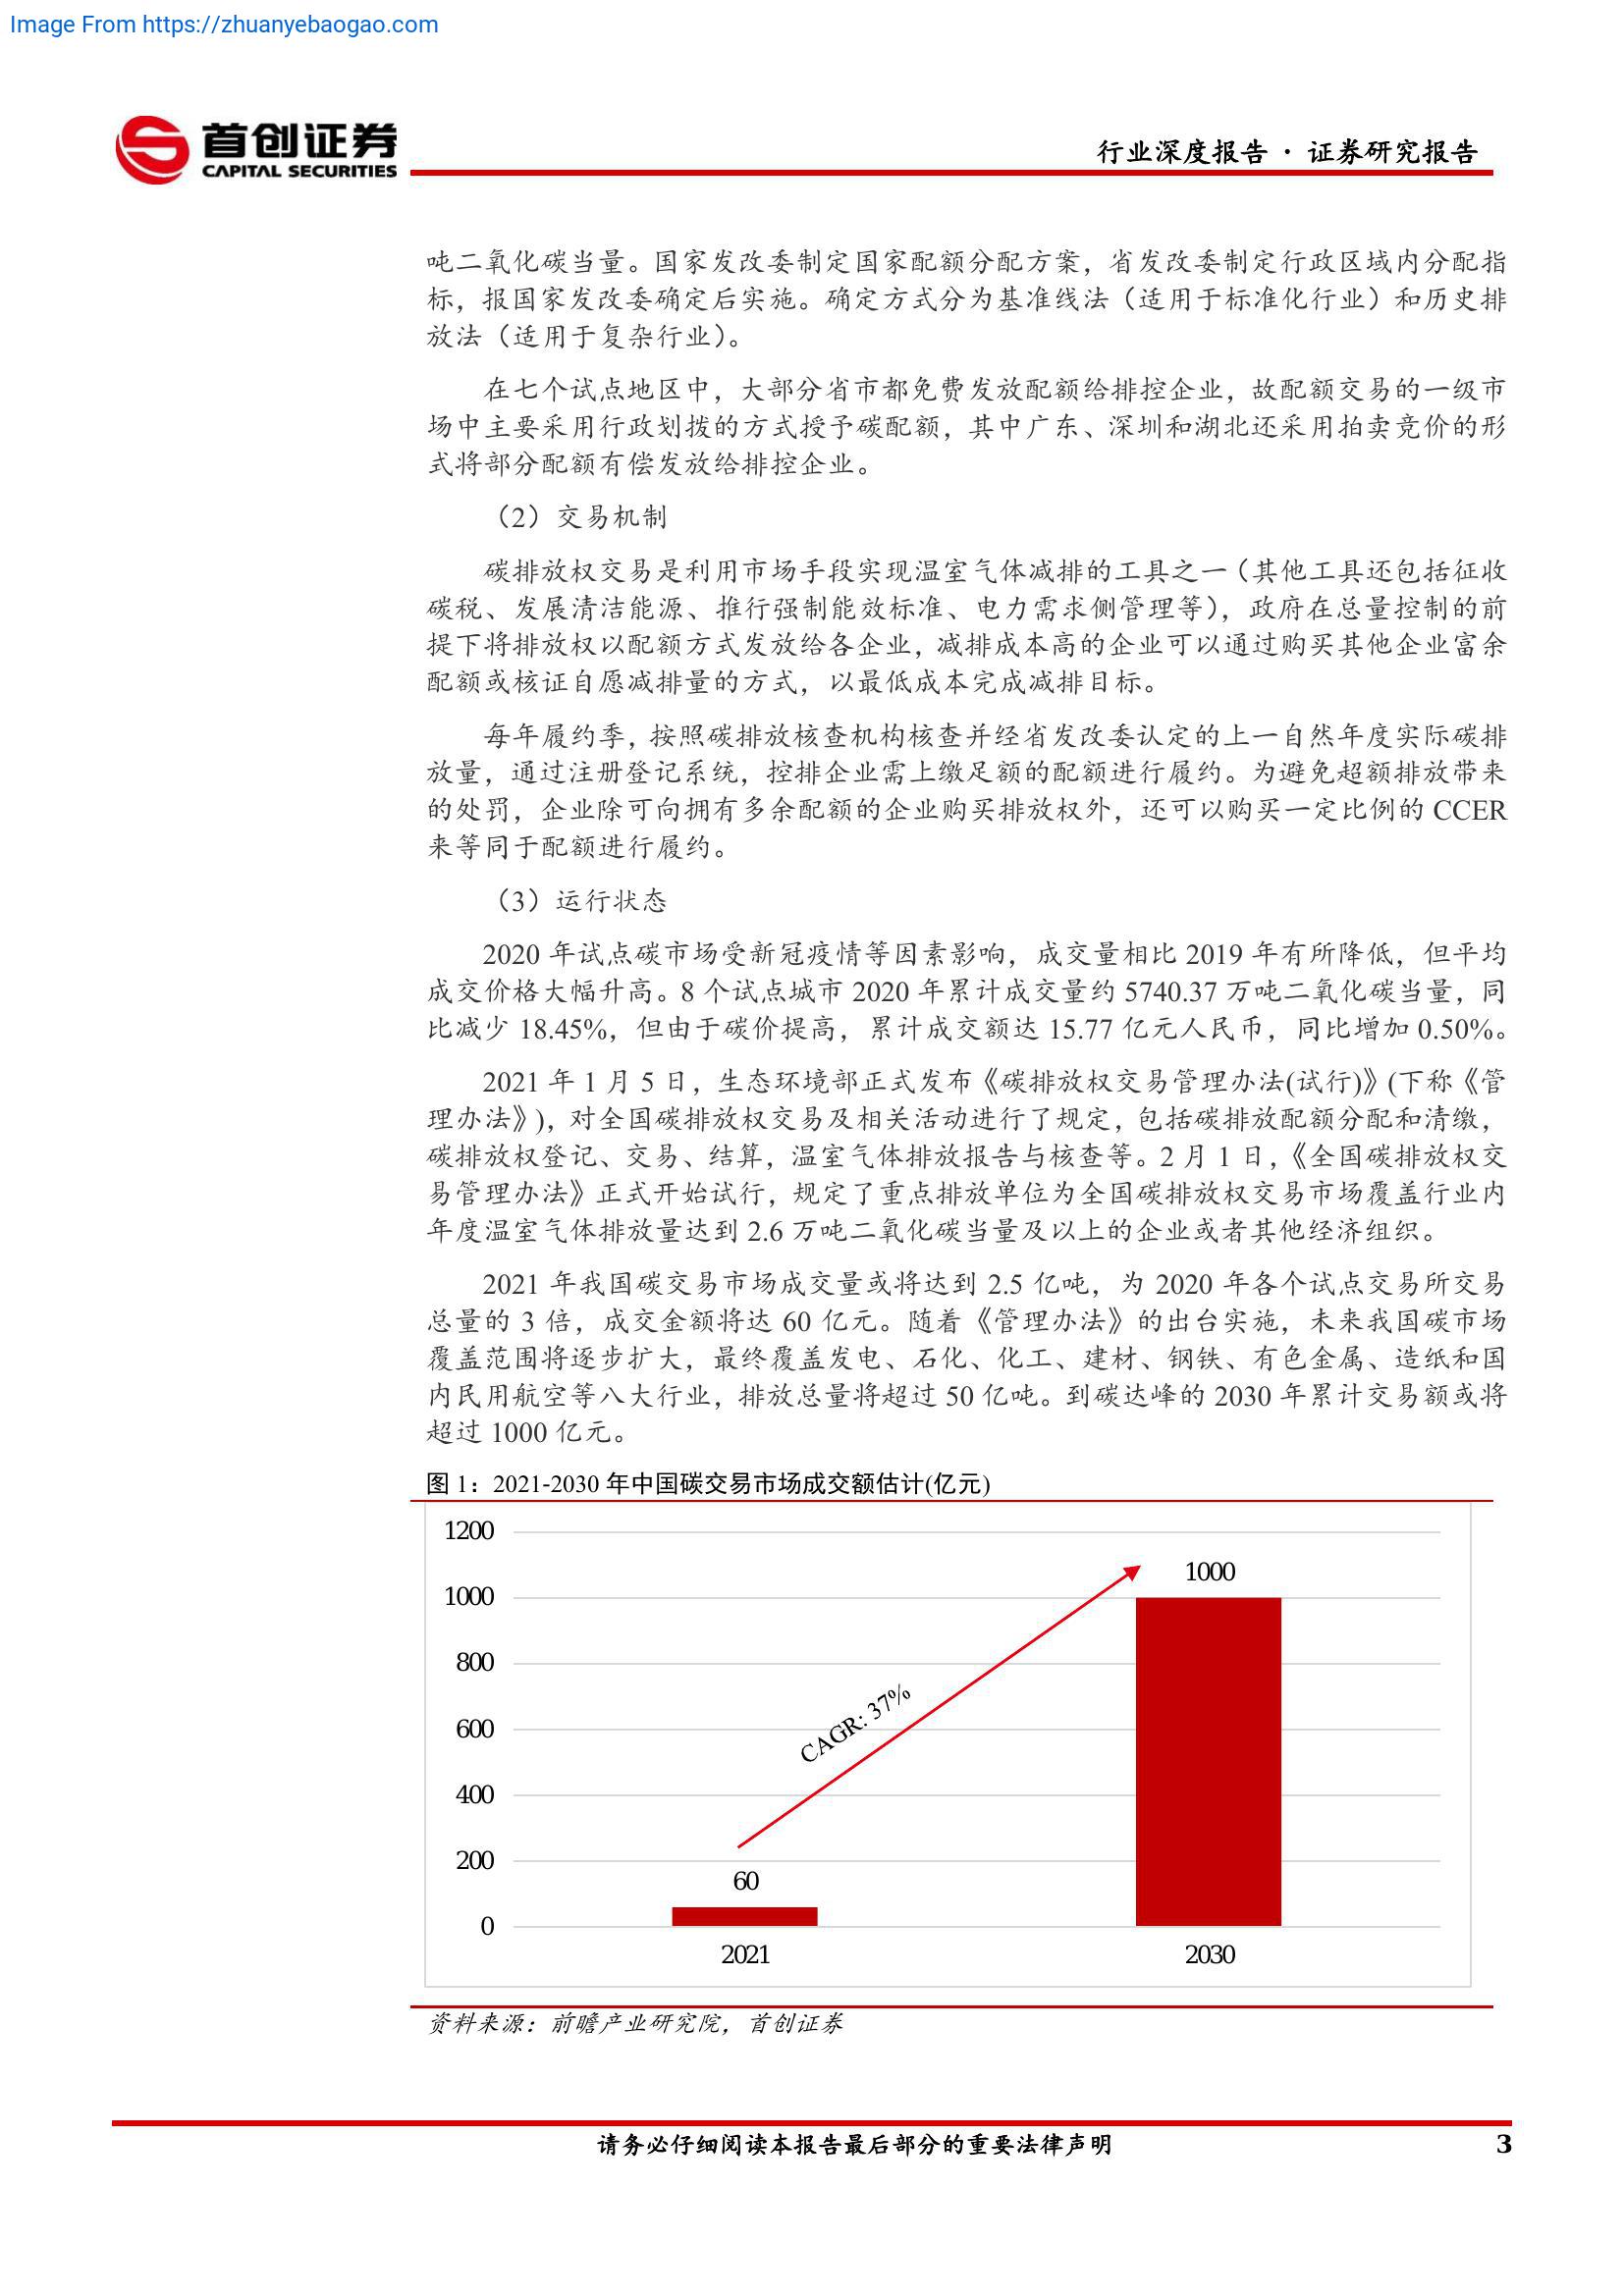 Image From https://zhuanyebaogao.com
首创证券
CAPITAL SECURITIES
行业深度报告 · 证券研究报告
吨二氧化碳当量。国家发改委制定国家配额分配方案，省发改委制定行政区域内分配指
标，报国家发改委确定后实施。确定方式分为基准线法（适用于标准化行业）和历史排
放法（适用于复杂行业）。
在七个试点地区中，大部分省市都免费发放配额给排控企业，故配额交易的一级市
场中主要采用行政划拨的方式授予碳配额，其中广东、深圳和湖北还采用拍卖竞价的形
式将部分配额有偿发放给排控企业。
（2）交易机制
碳排放权交易是利用市场手段实现温室气体减排的工具之一（其他工具还包括征收
碳税、发展清洁能源、推行强制能效标准、电力需求侧管理等），政府在总量控制的前
提下将排放权以配额方式发放给各企业，减排成本高的企业可以通过购买其他企业富余
配额或核证自愿减排量的方式，以最低成本完成减排目标。
每年履约季，按照碳排放核查机构核查并经省发改委认定的上一自然年度实际碳排
放量，通过注册登记系统，控排企业需上缴足额的配额进行履约。为避免超额排放带来
的处罚，企业除可向拥有多余配额的企业购买排放权外，还可以购买一定比例的 CCER
来等同于配额进行履约。
（3）运行状态
2020 年试点碳市场受新冠疫情等因素影响，成交量相比 2019 年有所降低，但平均
成交价格大幅升高。8 个试点城市 2020 年累计成交量约 5740.37 万吨二氧化碳当量，同
比减少 18.45%，但由于碳价提高，累计成交额达 15.77 亿元人民币，同比增加 0.50%。
2021 年 1 月 5 日，生态环境部正式发布《碳排放权交易管理办法(试行)》(下称《管
理办法》)，对全国碳排放权交易及相关活动进行了规定，包括碳排放配额分配和清缴，
碳排放权登记、交易、结算，温室气体排放报告与核查等。2 月 1 日，《全国碳排放权交
易管理办法》正式开始试行，规定了重点排放单位为全国碳排放权交易市场覆盖行业内
年度温室气体排放量达到 2.6 万吨二氧化碳当量及以上的企业或者其他经济组织。
2021 年我国碳交易市场成交量或将达到 2.5 亿吨，为 2020 年各个试点交易所交易
总量的 3 倍，成交金额将达 60 亿元。随着《管理办法》的出台实施，未来我国碳市场
覆盖范围将逐步扩大，最终覆盖发电、石化、化工、建材、钢铁、有色金属、造纸和国
内民用航空等八大行业，排放总量将超过 50 亿吨。到碳达峰的 2030 年累计交易额或将
超过 1000 亿元。
图 1：2021-2030 年中国碳交易市场成交额估计(亿元)
1200
1000
800
600
400
200
0
CAGR: 37%
60
1000
2021
2030
资料来源：前瞻产业研究院，首创证券
请务必仔细阅读本报告最后部分的重要法律声明
3